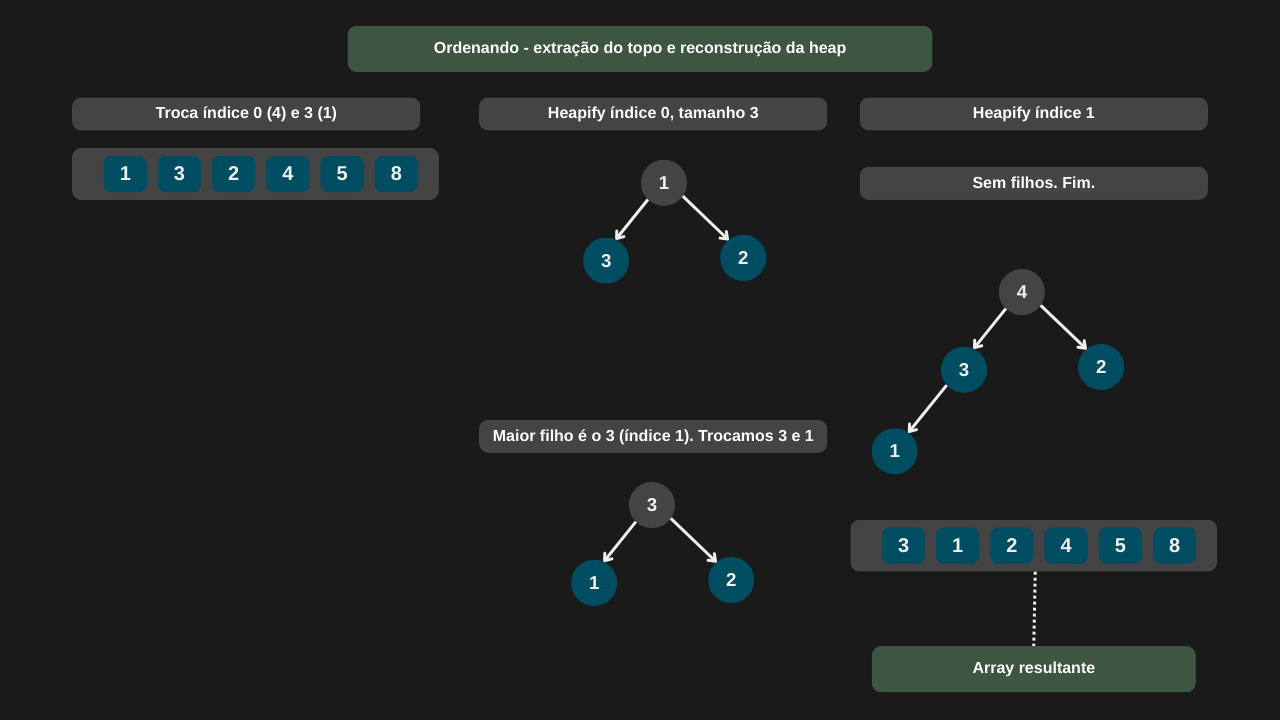 Ordenando - extração do topo e reconstrução da heap
Troca índice 0 (4) e 3 (1)
1 3 2 4 5 8
Heapify índice 0, tamanho 3
1
3 2
Maior filho é o 3 (índice 1). Trocamos 3 e 1
3
1 2
Heapify índice 1
Sem filhos. Fim.
4
3 2
1
3 1 2 4 5 8
Array resultante